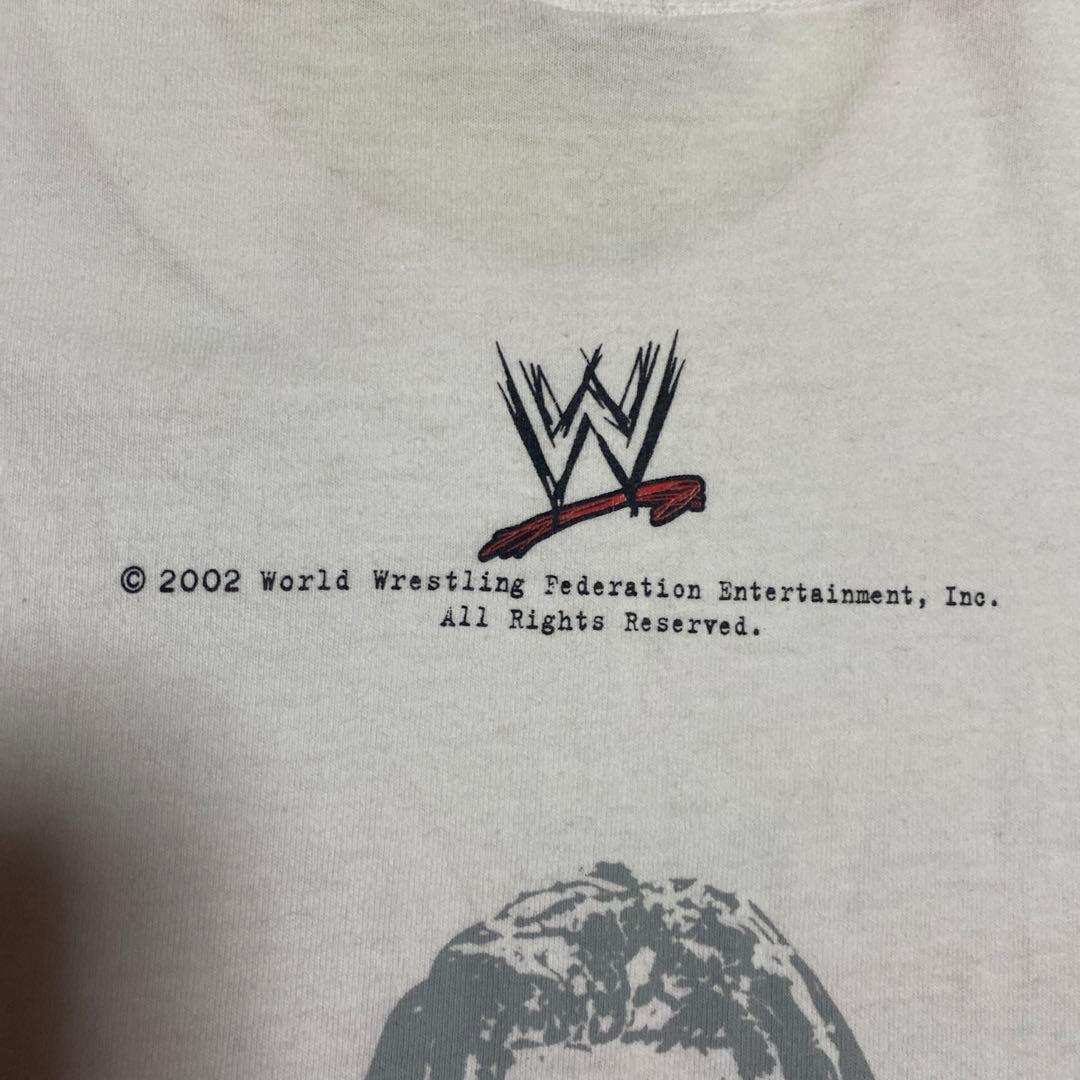 W
© 2002 World Wrestling Federation Entertainment, Inc.
All Rights Reserved.